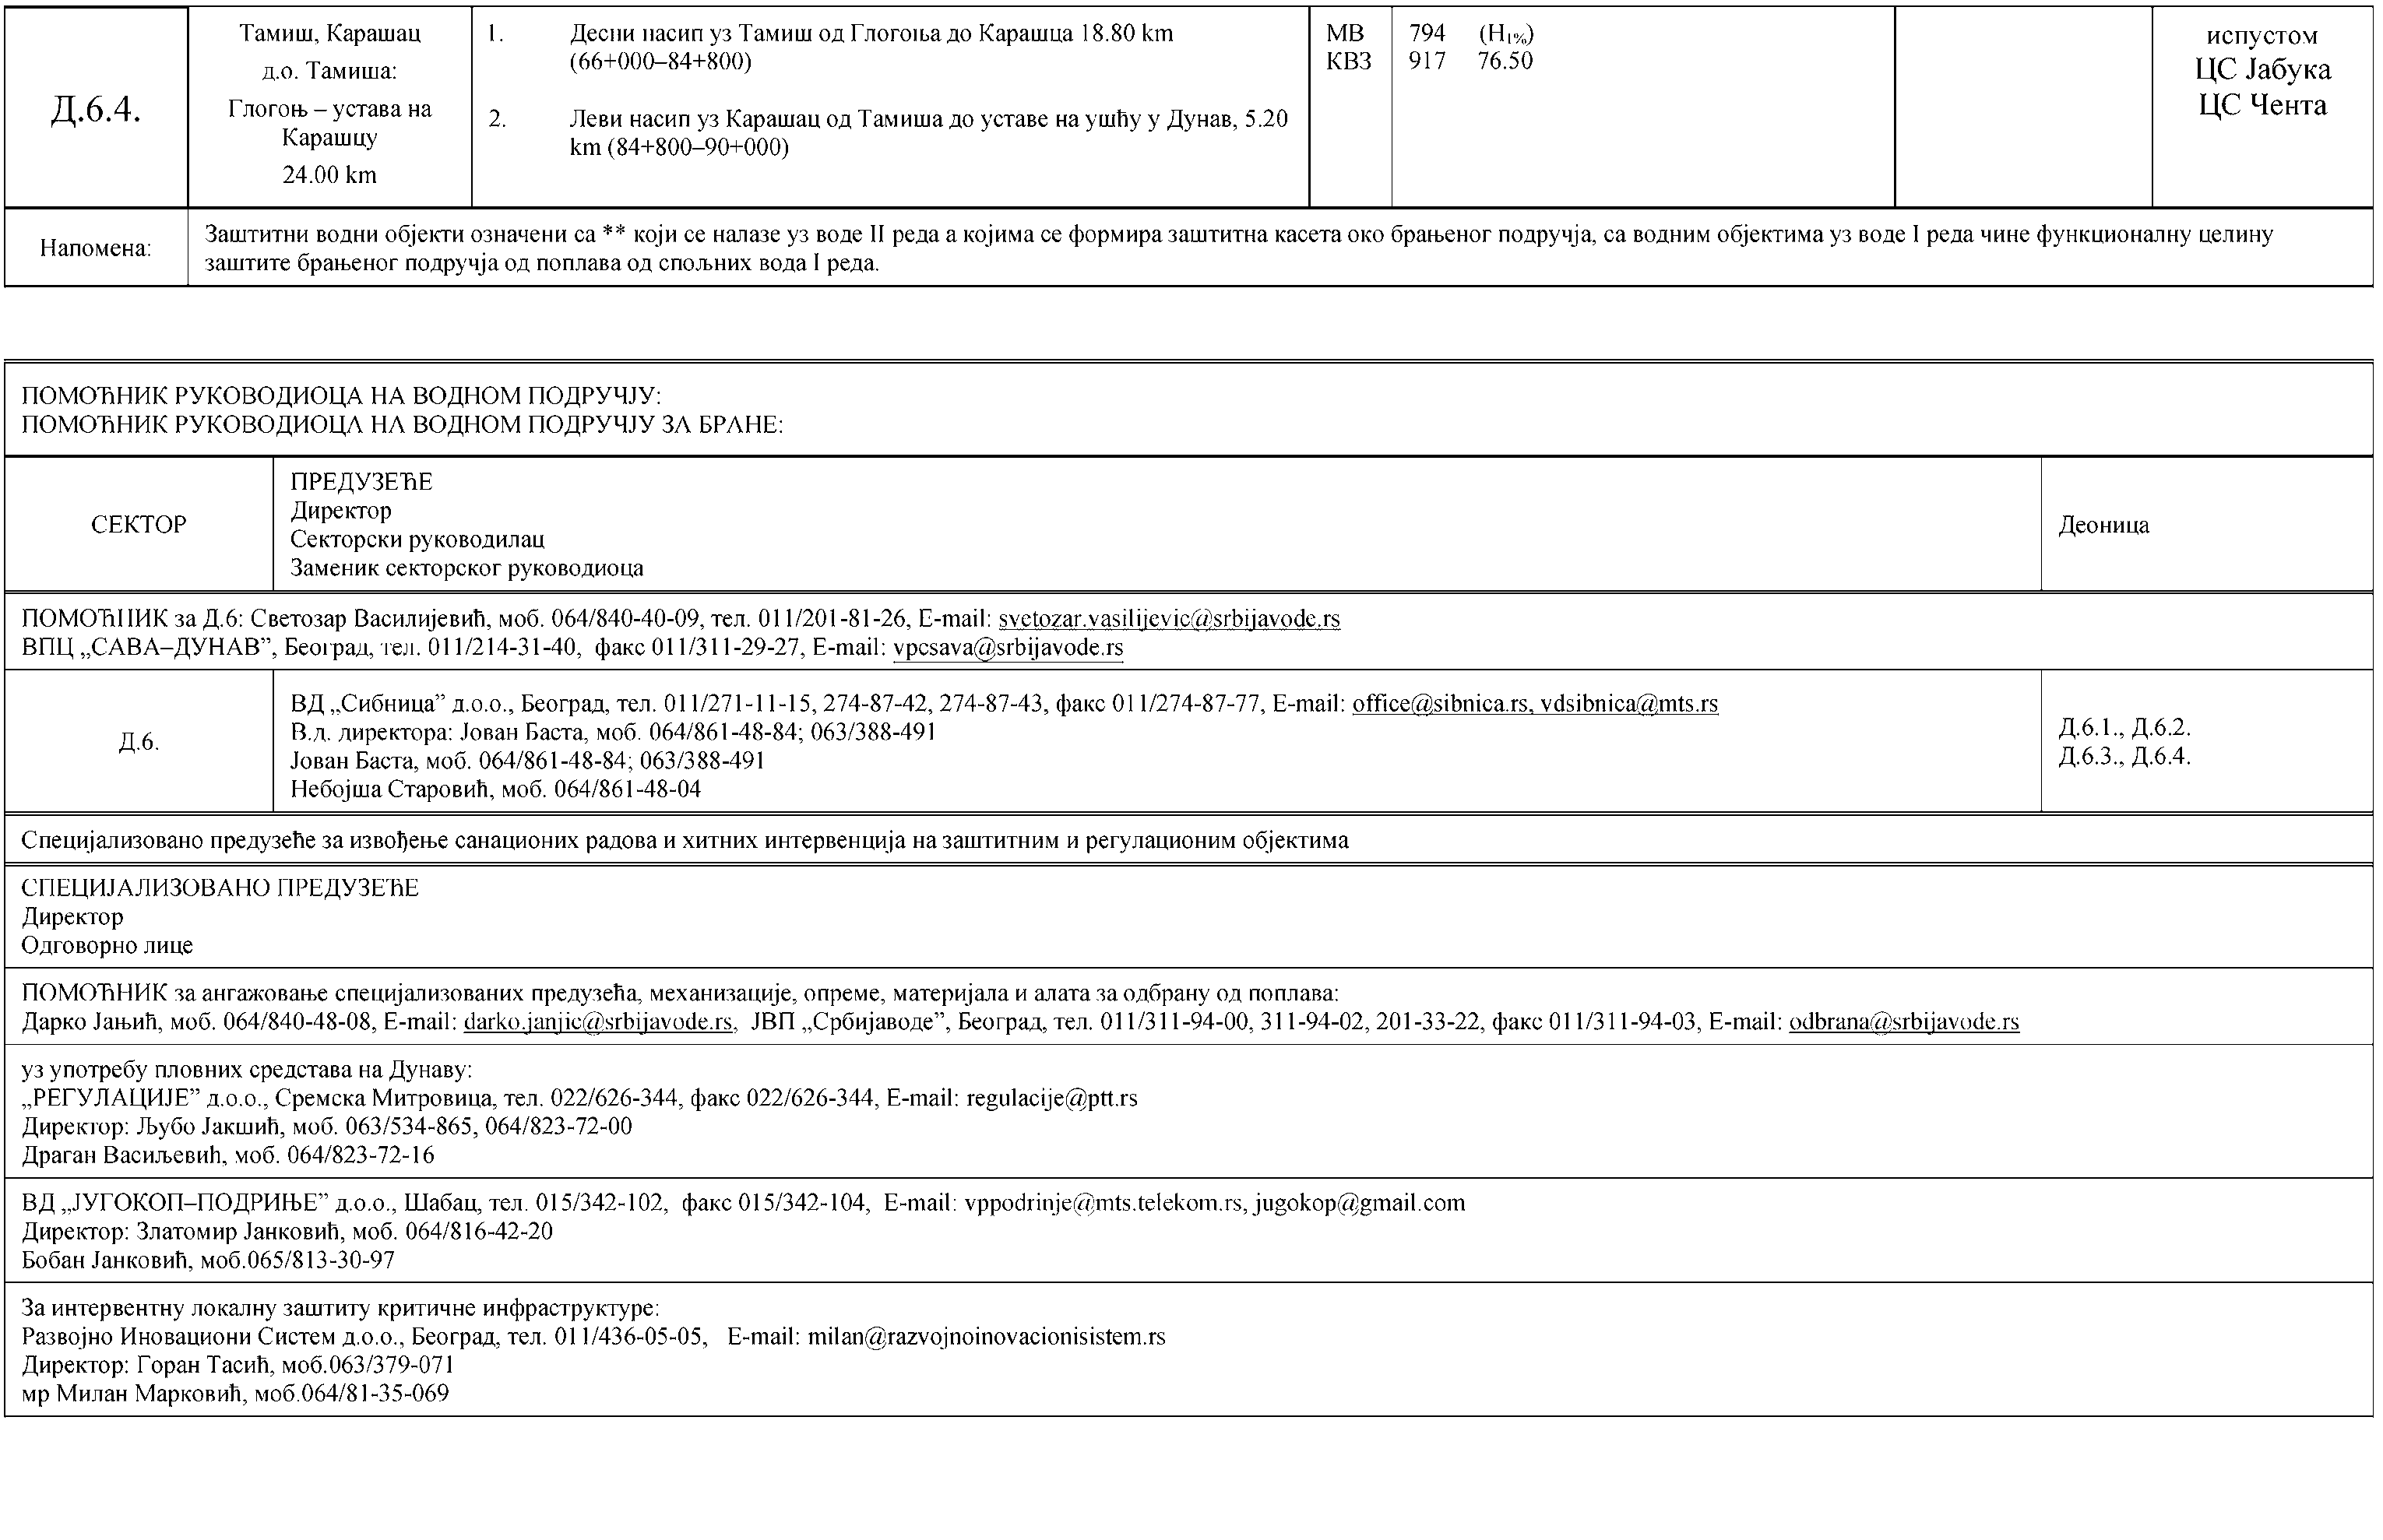 Д.6.4.
Тамиш, Карашац
д.о. Тамиша:
Глогоњ – устава на
Карашцу
24.00 km
1. Десни насип уз Тамиш од Глогоња до Карашца 18.80 km
(66+000–84+800)
2. Леви насип уз Карашац од Тамиша до уставе на ушћу у Дунав, 5.20
km (84+800–90+000)
МВ 794 (H1%)
КВЗ 917 76.50
испустом
ЦС Јабука
ЦС Чента
Напомена:
Заштитни водни објекти означени са ** који се налазе уз воде II реда а којима се формира заштитна касета око брањеног подручја, са водним објектима уз воде I реда чине функционалну целину
заштите брањеног подручја од поплава од спољних вода I реда.
ПОМОЋНИК РУКОВОДИОЦА НА ВОДНОМ ПОДРУЧЈУ:
ПОМОЋНИК РУКОВОДИОЦА НА ВОДНОМ ПОДРУЧЈУ ЗА БРАНЕ:
СЕКТОР
ПРЕДУЗЕЋЕ
Директор
Секторски руководилац
Заменик секторског руководиоца
Деоница
ПОМОЋНИК за Д.6: Светозар Василијевић, моб. 064/840-40-09, тел. 011/201-81-26, E-mail: svetozar.vasilijevic@srbijavode.rs
ВПЦ „САВА–ДУНАВ”, Београд, тел. 011/214-31-40, факс 011/311-29-27, E-mail: vpcsava@srbijavode.rs
Д.6.
ВД „Сибница” д.о.о., Београд, тел. 011/271-11-15, 274-87-42, 274-87-43, факс 011/274-87-77, E-mail: office@sibnica.rs, vdsibnica@mts.rs
В.д. директора: Јован Баста, моб. 064/861-48-84; 063/388-491
Јован Баста, моб. 064/861-48-84; 063/388-491
Небојша Старовић, моб. 064/861-48-04
Д.6.1., Д.6.2.
Д.6.3., Д.6.4.
Специјализовано предузеће за извођење санационих радова и хитних интервенција на заштитним и регулационим објектима
СПЕЦИЈАЛИЗОВАНО ПРЕДУЗЕЋЕ
Директор
Одговорно лице
ПОМОЋНИК за ангажовање специјализованих предузећа, механизације, опреме, материјала и алата за одбрану од поплава:
Дарко Јањић, моб. 064/840-48-08, E-mail: darko.janjic@srbijavode.rs, ЈВП „Србијаводе”, Београд, тел. 011/311-94-00, 311-94-02, 201-33-22, факс 011/311-94-03, E-mail: odbrana@srbijavode.rs
уз употребу пловних средстава на Дунаву:
„РЕГУЛАЦИЈЕ” д.о.о., Сремска Митровица, тел. 022/626-344, факс 022/626-344, E-mail: regulacije@ptt.rs
Директор: Љубо Јакшић, моб. 063/534-865, 064/823-72-00
Драган Васиљевић, моб. 064/823-72-16
ВД „ЈУГОКОП–ПОДРИЊЕ” д.о.о., Шабац, тел. 015/342-102, факс 015/342-104, E-mail: vppodrinje@mts.telekom.rs, jugokop@gmail.com
Директор: Златомир Јанковић, моб. 064/816-42-20
Бобан Јанковић, моб.065/813-30-97
За интервентну локалну заштиту критичне инфраструктуре:
Развојно Иновациони Систем д.о.о., Београд, тел. 011/436-05-05, E-mail: milan@razvojnoinovacionisistem.rs
Директор: Горан Тасић, моб.063/379-071
мр Милан Марковић, моб.064/81-35-069